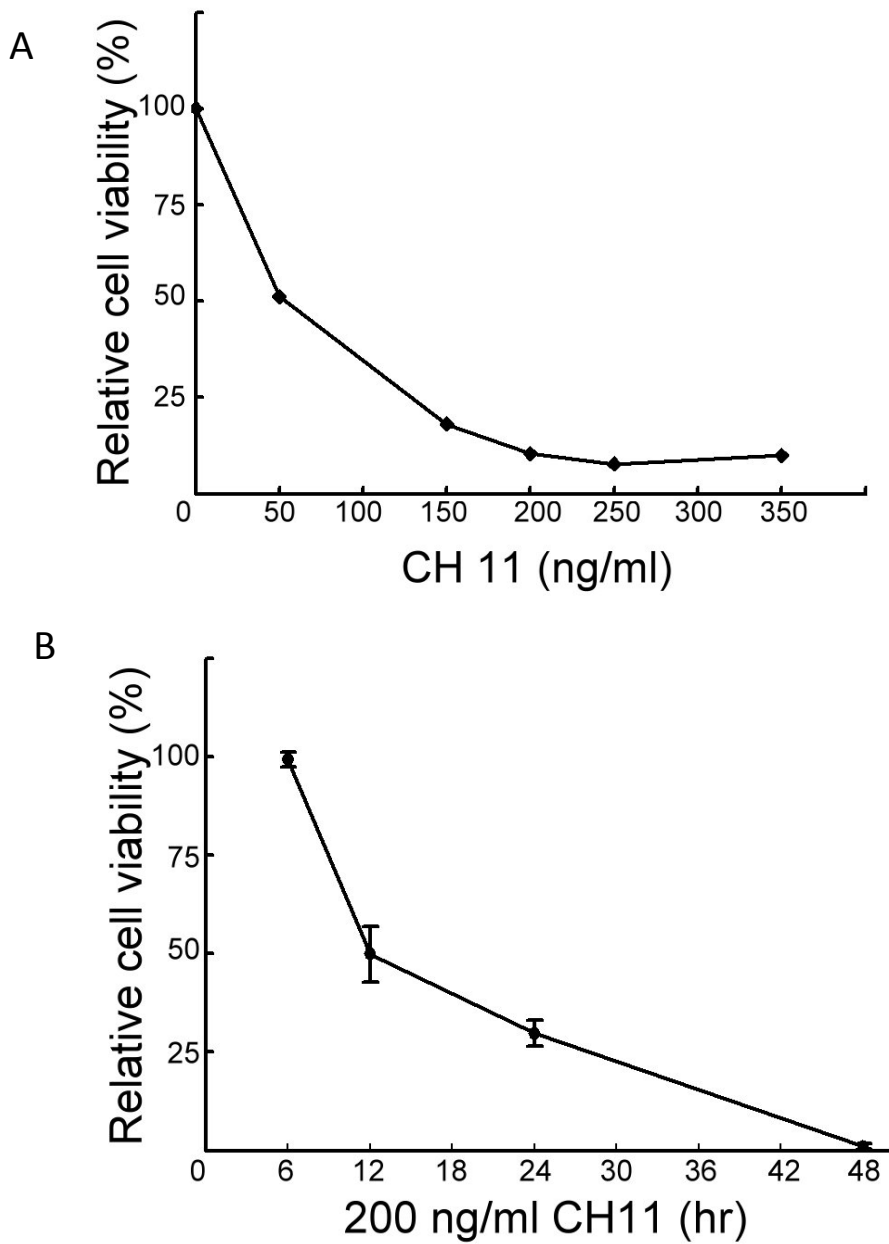 A
Relative cell viability (%)
100
75
50
25
0 50 100 150 200 250 300 350
CH 11 (ng/ml)
B
Relative cell viability (%)
100
75
50
25
0 6 12 18 24 30 36 42 48
200 ng/ml CH11 (hr)